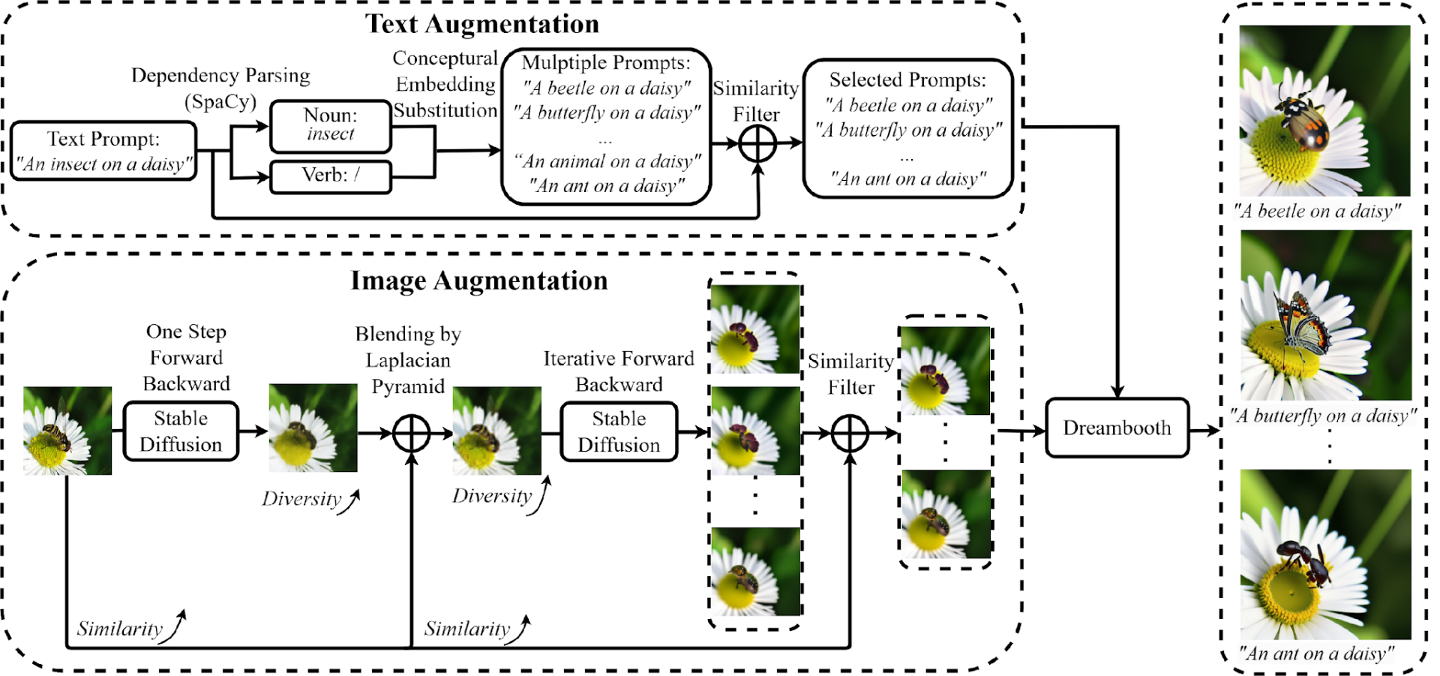 Text Augmentation
Dependency Parsing
(SpaCy)
Text Prompt:
"An insect on a daisy"
Noun:
insect
Verb: /
Conceptural
Embedding
Substitution
Mulptiple Prompts:
"A beetle on a daisy"
"A butterfly on a daisy"
...
“An animal on a daisy"
"An ant on a daisy"
Similarity
Filter
Selected Prompts:
"A beetle on a daisy"
"A butterfly on a daisy"
...
"An ant on a daisy"
Image Augmentation
One Step
Forward
Backward
Stable
Diffusion
Diversity
Blending by
Laplacian
Pyramid
Diversity
Iterative Forward
Backward
Stable
Diffusion
Similarity
Filter
Similarity
Similarity
Dreambooth
"A beetle on a daisy"
"A butterfly on a daisy"
"An ant on a daisy"